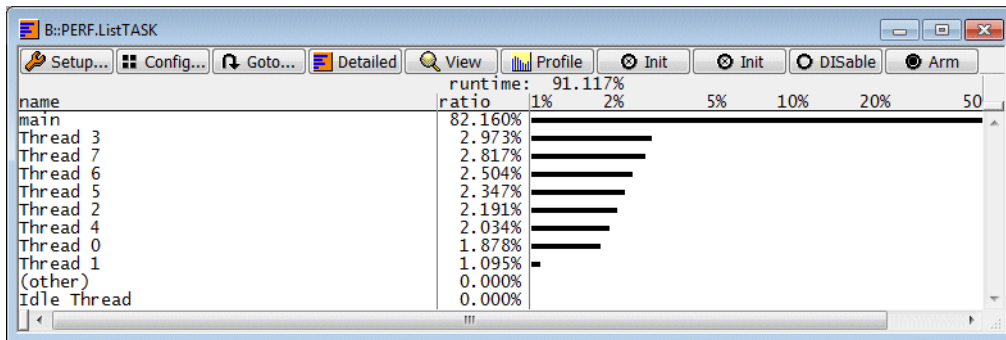 B::PERF.ListTASK
Setup... Config... Goto... Detailed View Profile Init Init DISable Arm
runtime: 91.117%
name ratio 1% 2% 5% 10% 20% 50
main 82.160%
Thread 3 2.973%
Thread 7 2.817%
Thread 6 2.504%
Thread 5 2.347%
Thread 2 2.191%
Thread 4 2.034%
Thread 0 1.878%
Thread 1 1.095%
(other) 0.000%
Idle Thread 0.000%